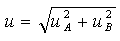 u = √(u_A² + u_B²)